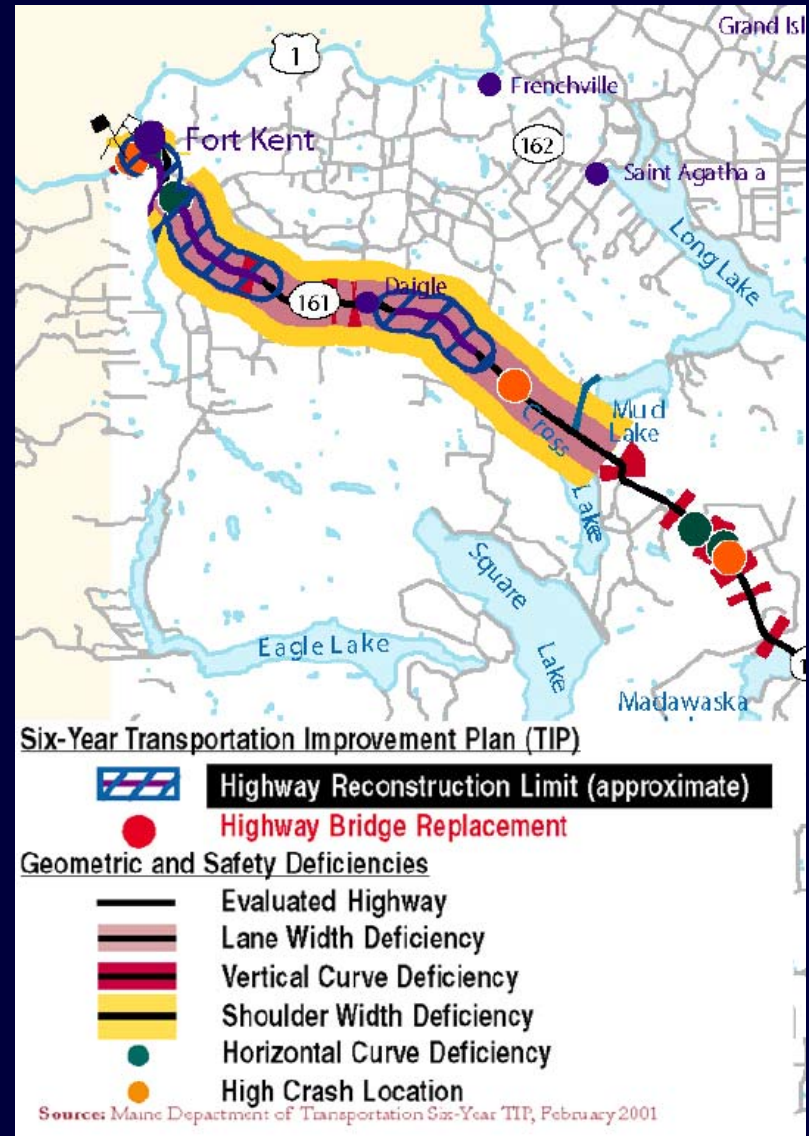 Grand Isl
1
Frenchville
Fort Kent
162
Saint Agatha a
Long Lake
Daigle
161
Mud
Lake
Cross
Lake
Square
Lake
Eagle Lake
1
Madawaska
Six-Year Transportation Improvement Plan (TIP)
Highway Reconstruction Limit (approximate)
Highway Bridge Replacement
Geometric and Safety Deficiencies
Evaluated Highway
Lane Width Deficiency
Vertical Curve Deficiency
Shoulder Width Deficiency
Horizontal Curve Deficiency
High Crash Location
Source: Maine Department of Transportation Six-Year TIP, February 2001